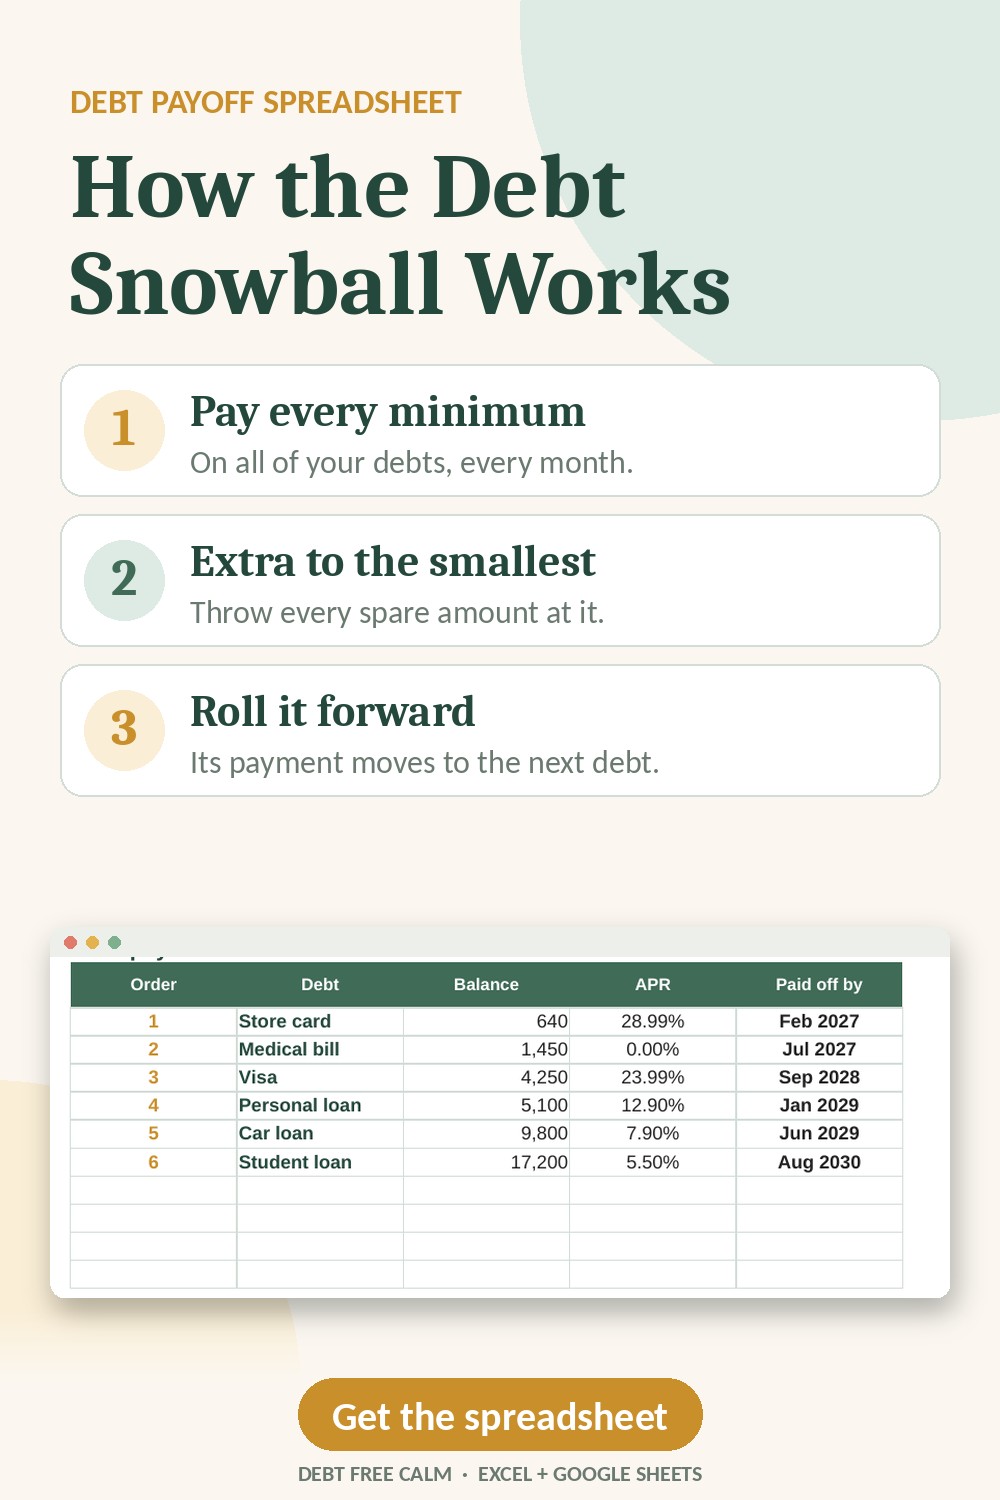 DEBT PAYOFF SPREADSHEET
How the Debt
Snowball Works
1
Pay every minimum
On all of your debts, every month.
2
Extra to the smallest
Throw every spare amount at it.
3
Roll it forward
Its payment moves to the next debt.
Order Debt Balance APR Paid off by
1 Store card 640 28.99% Feb 2027
2 Medical bill 1,450 0.00% Jul 2027
3 Visa 4,250 23.99% Sep 2028
4 Personal loan 5,100 12.90% Jan 2029
5 Car loan 9,800 7.90% Jun 2029
6 Student loan 17,200 5.50% Aug 2030
Get the spreadsheet
DEBT FREE CALM · EXCEL + GOOGLE SHEETS